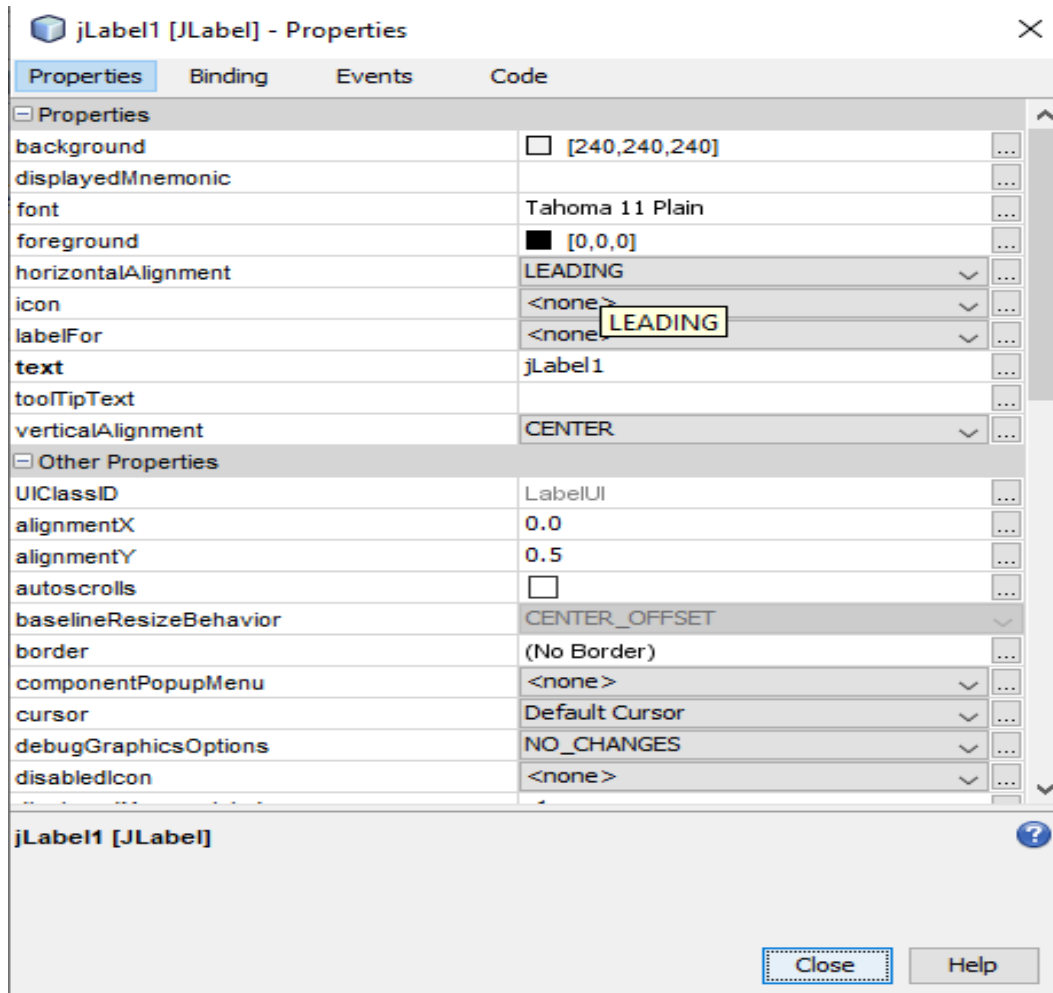 jLabel1 [JLabel] - Properties
Properties Binding Events Code
Properties
background [240,240,240] ...
displayedMnemonic ...
font Tahoma 11 Plain ...
foreground [0,0,0] ...
horizontalAlignment LEADING ...
icon <none> ...
LEADING
labelFor <none> ...
text jLabel1 ...
toolTipText ...
verticalAlignment CENTER ...
Other Properties
UIClassID LabelUI ...
alignmentX 0.0 ...
alignmentY 0.5 ...
autoscrolls ...
baselineResizeBehavior CENTER_OFFSET
border (No Border) ...
componentPopupMenu <none> ...
cursor Default Cursor ...
debugGraphicsOptions NO_CHANGES ...
disabledIcon <none> ...
jLabel1 [JLabel]
Close Help